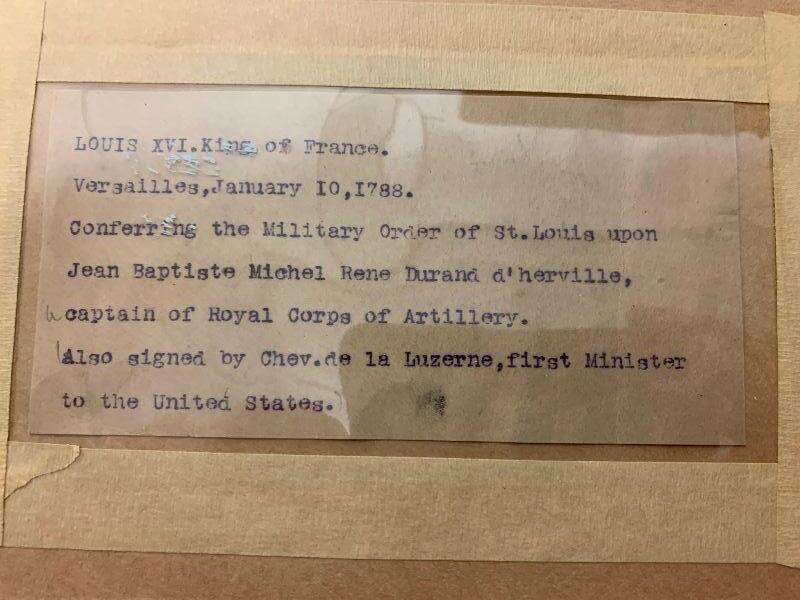 LOUIS XVI.King of France.
Versailles,January 10,1788.
Conferring the Military Order of St.Louis upon
Jean Baptiste Michel Rene Durand d'herville,
captain of Royal Corps of Artillery.
Also signed by Chev.de la Luzerne,first Minister
to the United States.